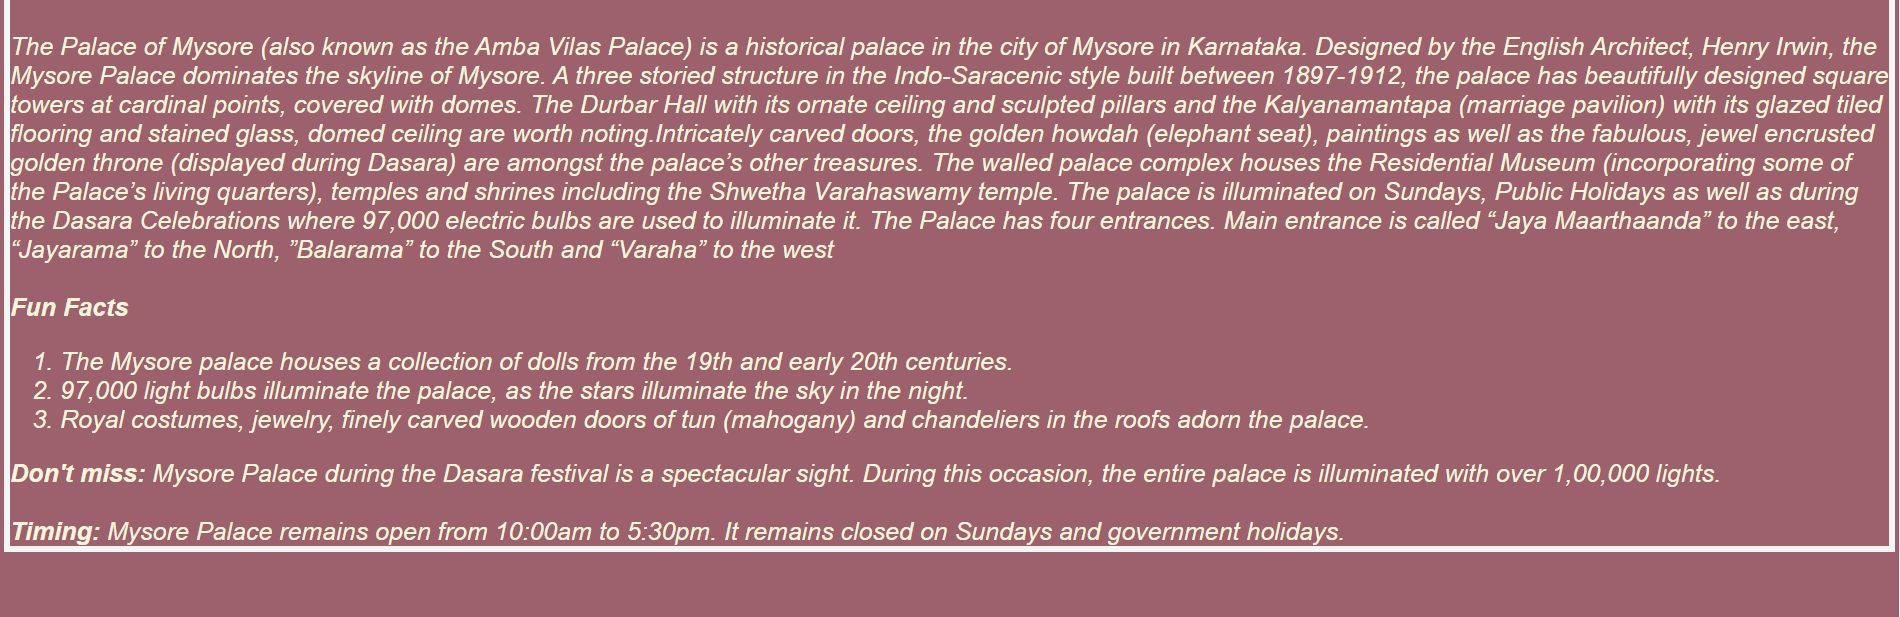 The Palace of Mysore (also known as the Amba Vilas Palace) is a historical palace in the city of Mysore in Karnataka. Designed by the English Architect, Henry Irwin, the
Mysore Palace dominates the skyline of Mysore. A three storied structure in the Indo-Saracenic style built between 1897-1912, the palace has beautifully designed square
towers at cardinal points, covered with domes. The Durbar Hall with its ornate ceiling and sculpted pillars and the Kalyanamantapa (marriage pavilion) with its glazed tiled
flooring and stained glass, domed ceiling are worth noting.Intricately carved doors, the golden howdah (elephant seat), paintings as well as the fabulous, jewel encrusted
golden throne (displayed during Dasara) are amongst the palace’s other treasures. The walled palace complex houses the Residential Museum (incorporating some of
the Palace’s living quarters), temples and shrines including the Shwetha Varahaswamy temple. The palace is illuminated on Sundays, Public Holidays as well as during
the Dasara Celebrations where 97,000 electric bulbs are used to illuminate it. The Palace has four entrances. Main entrance is called “Jaya Maarthaanda” to the east,
“Jayarama” to the North, ”Balarama” to the South and “Varaha” to the west
Fun Facts
1. The Mysore palace houses a collection of dolls from the 19th and early 20th centuries.
2. 97,000 light bulbs illuminate the palace, as the stars illuminate the sky in the night.
3. Royal costumes, jewelry, finely carved wooden doors of tun (mahogany) and chandeliers in the roofs adorn the palace.
Don't miss: Mysore Palace during the Dasara festival is a spectacular sight. During this occasion, the entire palace is illuminated with over 1,00,000 lights.
Timing: Mysore Palace remains open from 10:00am to 5:30pm. It remains closed on Sundays and government holidays.